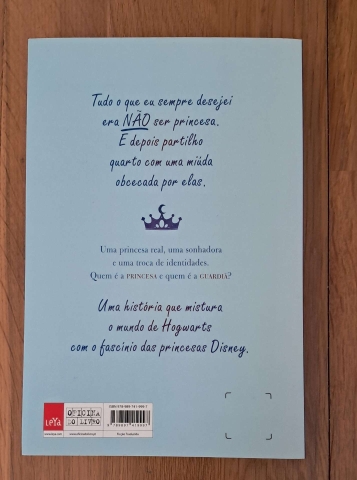 Tudo o que eu sempre desejei
era NÃO ser princesa.
E depois partilho
quarto com uma miúda
obcecada por elas.
Uma princesa real, uma sonhadora
e uma troca de identidades.
Quem é a PRINCESA e quem é a GUARDIÃ?
Uma história que mistura
o mundo de Hogwarts
com o fascínio das princesas Disney.
LeYa
OFICINA
DO LIVRO